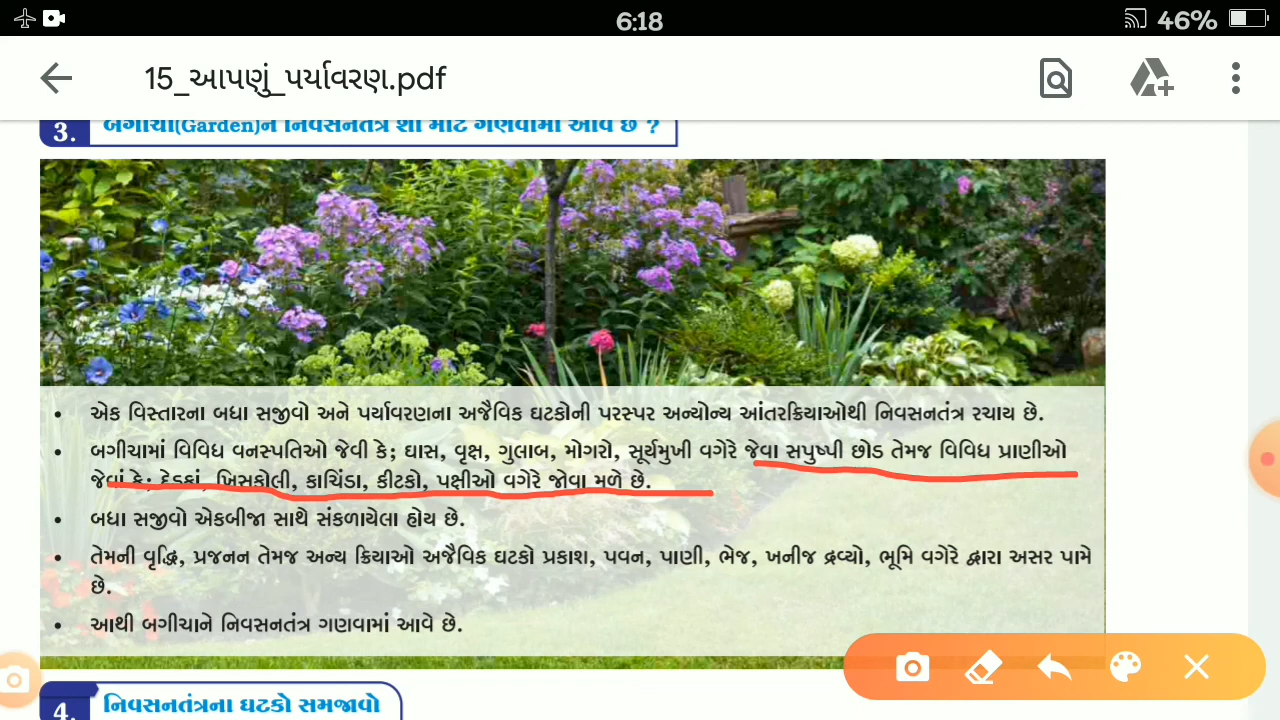 6:18
46%
15_આપણું_પર્યાવરણ.pdf
3. બગીચા(Garden)ને નિવસનતંત્ર શા માટે ગણવામાં આવે છે ?
• એક વિસ્તારના બધા સજીવો અને પર્યાવરણના અજૈવિક ઘટકોની પરસ્પર અન્યોન્ય આંતરક્રિયાઓથી નિવસનતંત્ર રચાય છે.
• બગીચામાં વિવિધ વનસ્પતિઓ જેવી કે; ઘાસ, વૃક્ષ, ગુલાબ, મોગરો, સૂર્યમુખી વગેરે જેવા સપુષ્પી છોડ તેમજ વિવિધ પ્રાણીઓ
જેવાં કે; દેડકાં, ખિસકોલી, કાચિંડા, કીટકો, પક્ષીઓ વગેરે જોવા મળે છે.
• બધા સજીવો એકબીજા સાથે સંકળાયેલા હોય છે.
• તેમની વૃદ્ધિ, પ્રજનન તેમજ અન્ય ક્રિયાઓ અજૈવિક ઘટકો પ્રકાશ, પવન, પાણી, ભેજ, ખનીજ દ્રવ્યો, ભૂમિ વગેરે દ્વારા અસર પામે
છે.
• આથી બગીચાને નિવસનતંત્ર ગણવામાં આવે છે.
4. નિવસનતંત્રના ઘટકો સમજાવો